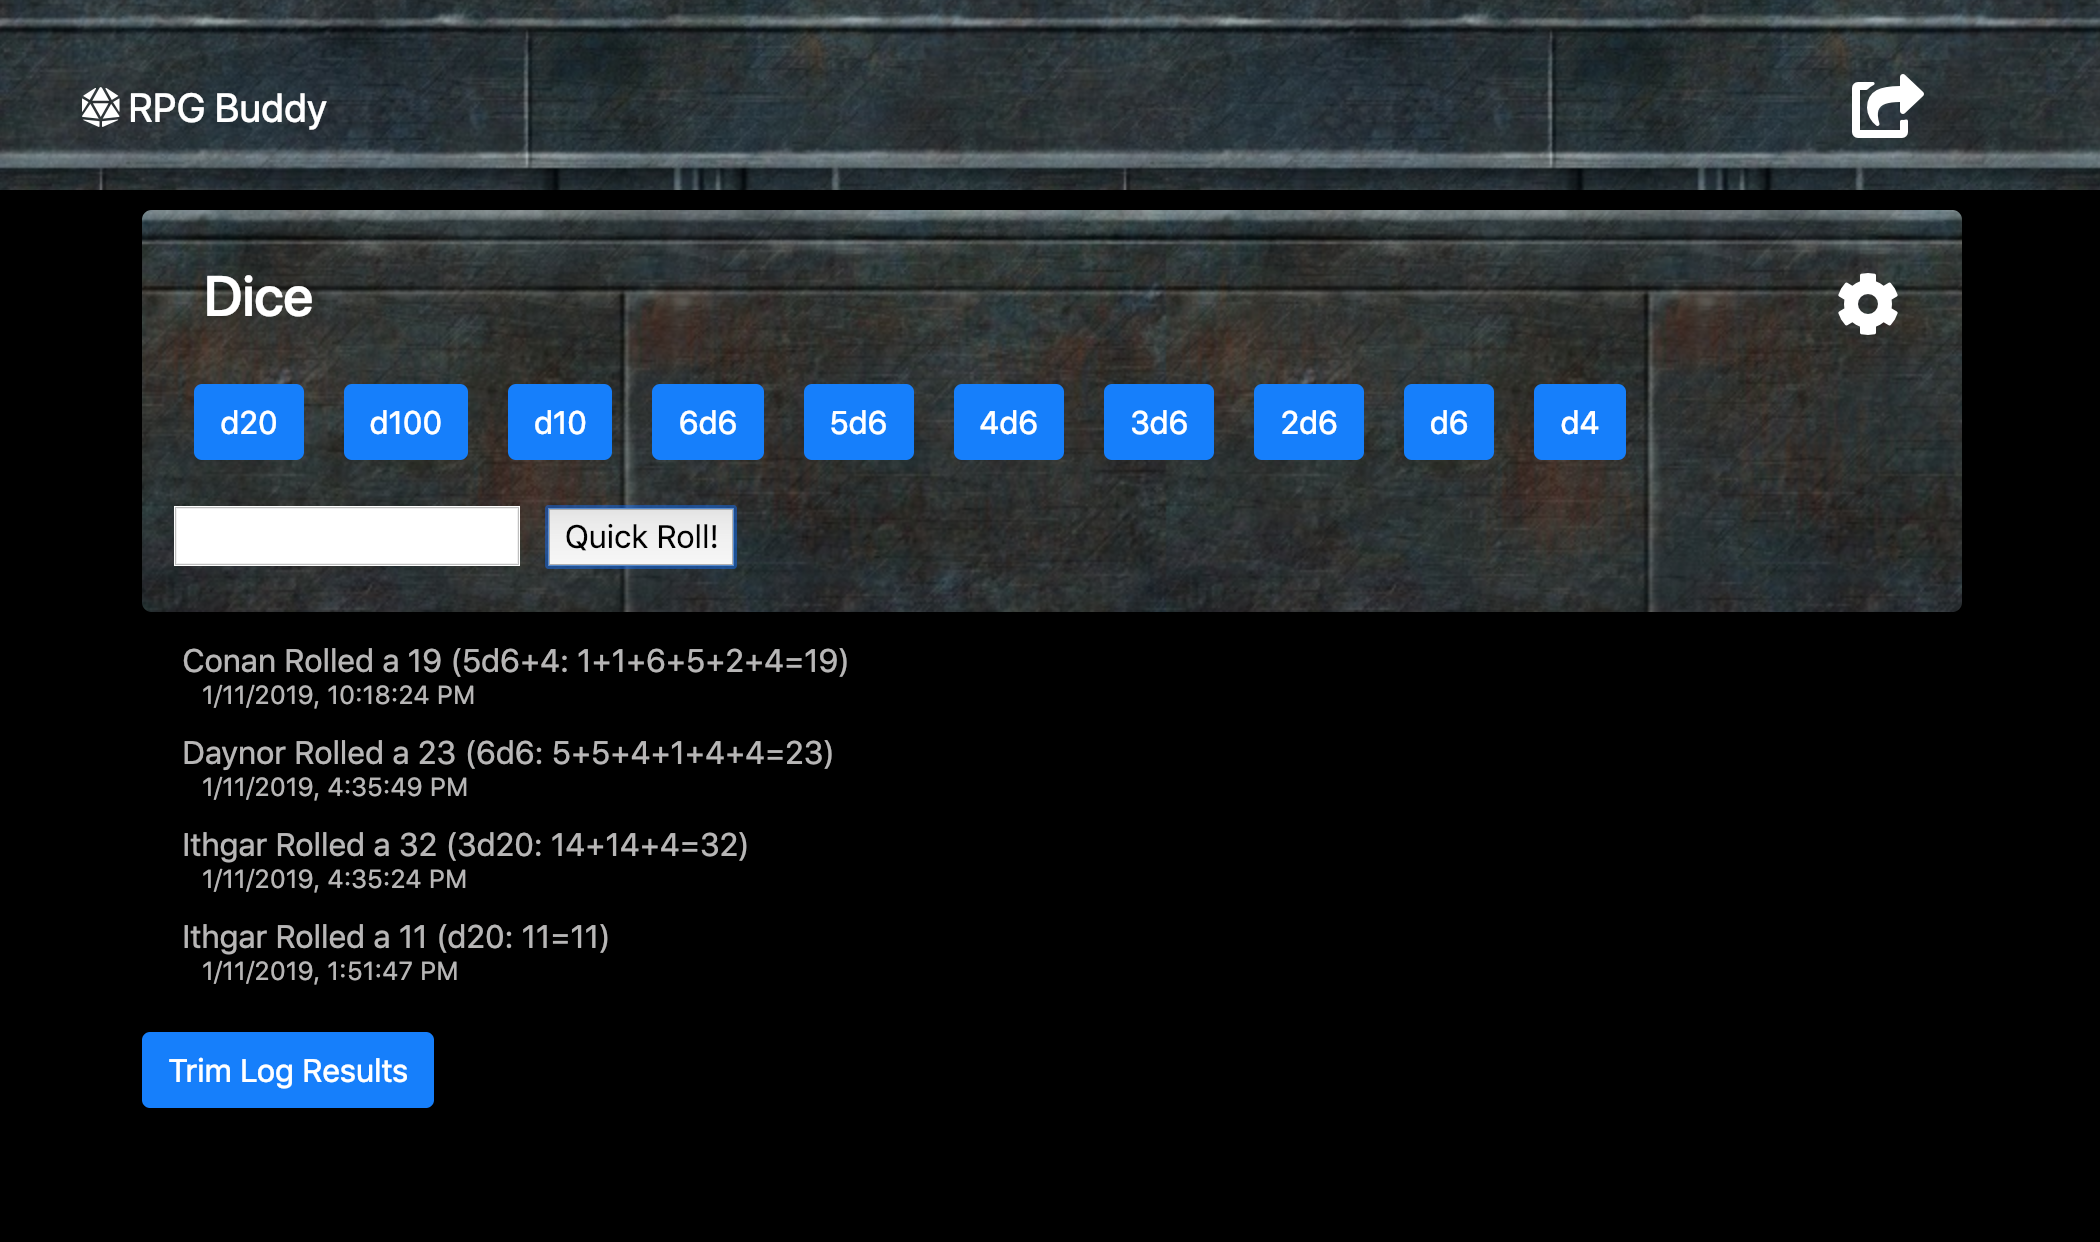 RPG Buddy
Dice
d20 d100 d10 6d6 5d6 4d6 3d6 2d6 d6 d4
Quick Roll!
Conan Rolled a 19 (5d6+4: 1+1+6+5+2+4=19)
1/11/2019, 10:18:24 PM
Daynor Rolled a 23 (6d6: 5+5+4+1+4+4=23)
1/11/2019, 4:35:49 PM
Ithgar Rolled a 32 (3d20: 14+14+4=32)
1/11/2019, 4:35:24 PM
Ithgar Rolled a 11 (d20: 11=11)
1/11/2019, 1:51:47 PM
Trim Log Results